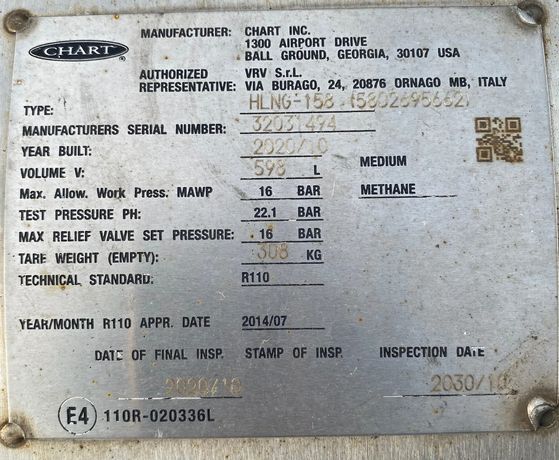 CHART®
MANUFACTURER: CHART INC.
1300 AIRPORT DRIVE
BALL GROUND, GEORGIA, 30107 USA
AUTHORIZED VRV S.r.L.
REPRESENTATIVE: VIA BURAGO, 24, 20876 ORNAGO MB, ITALY
TYPE: HLNG-158 (5802695662)
MANUFACTURERS SERIAL NUMBER: 32031494
YEAR BUILT: 2020/10
VOLUME V: 598 L MEDIUM
Max. Allow. Work Press. MAWP 16 BAR METHANE
TEST PRESSURE PH: 22.1 BAR
MAX RELIEF VALVE SET PRESSURE: 16 BAR
TARE WEIGHT (EMPTY): 308 KG
TECHNICAL STANDARD: R110
YEAR/MONTH R110 APPR. DATE 2014/07
DATE OF FINAL INSP. STAMP OF INSP. INSPECTION DATE
2020/10 2030/10
E4 110R-020336L